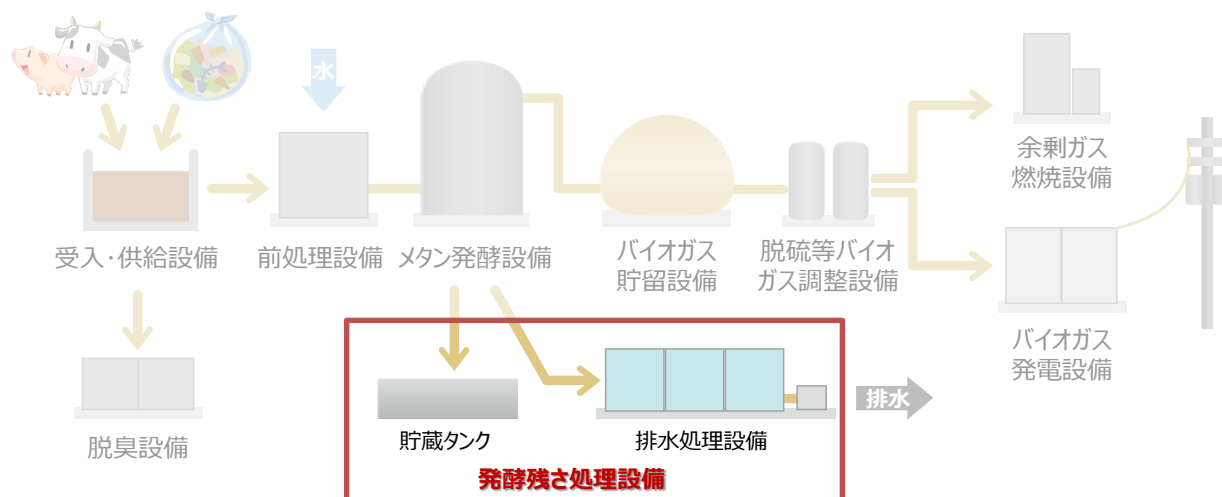 水
余剰ガス
燃焼設備
受入・供給設備
前処理設備
メタン発酵設備
バイオガス
貯留設備
脱硫等バイオ
ガス調整設備
バイオガス
発電設備
排水
脱臭設備
貯蔵タンク
排水処理設備
発酵残さ処理設備